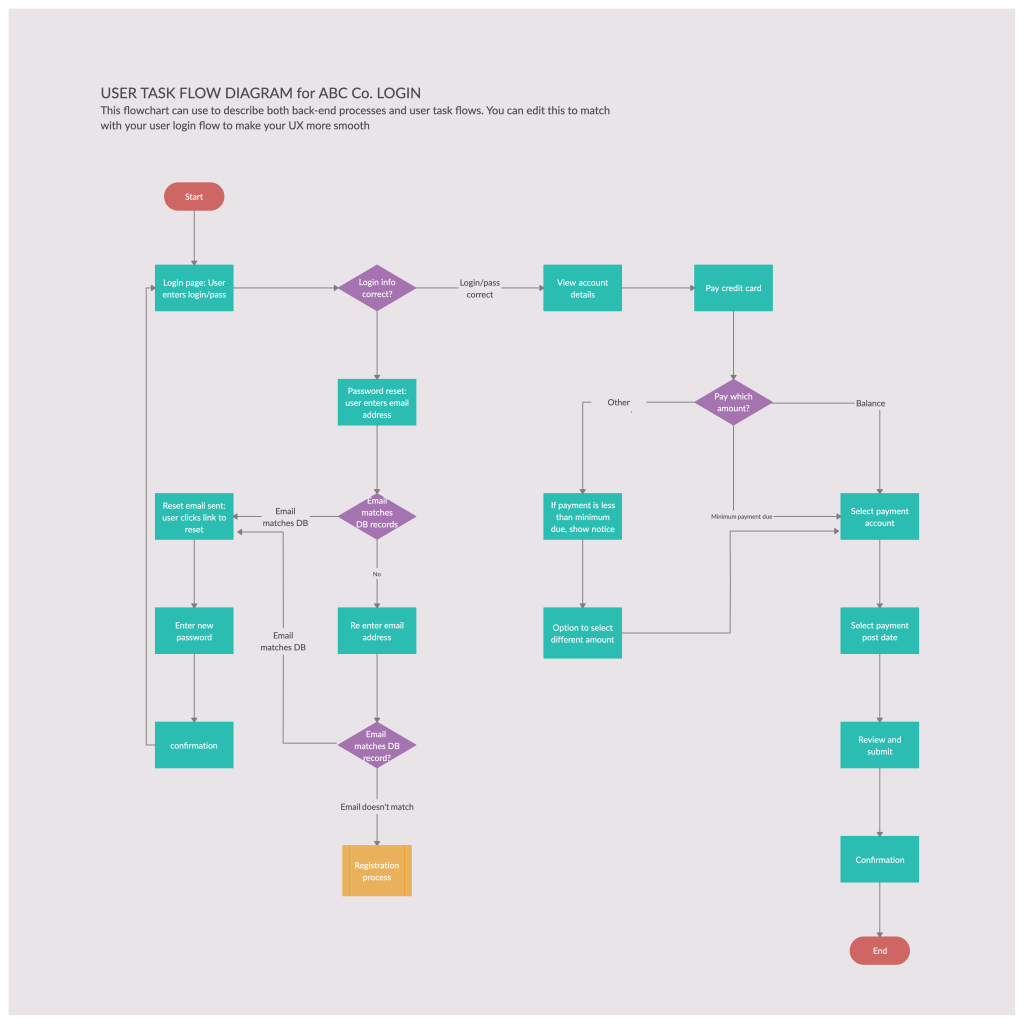 USER TASK FLOW DIAGRAM for ABC Co. LOGIN
This flowchart can use to describe both back-end processes and user task flows. You can edit this to match
with your user login flow to make your UX more smooth
Start
Login page: User
enters login/pass
Login info
correct?
Login/pass
correct
View account
details
Pay credit card
Password reset:
user enters email
address
Other
Pay which
amount?
Balance
Reset email sent:
user clicks link to
reset
Email
matches DB
Email
matches
DB records
If payment is less
than minimum
due, show notice
Minimum payment due
Select payment
account
No
Enter new
password
Email
matches DB
Re enter email
address
Option to select
different amount
Select payment
post date
confirmation
Email
matches DB
record?
Review and
submit
Email doesn't match
Registration
process
Confirmation
End